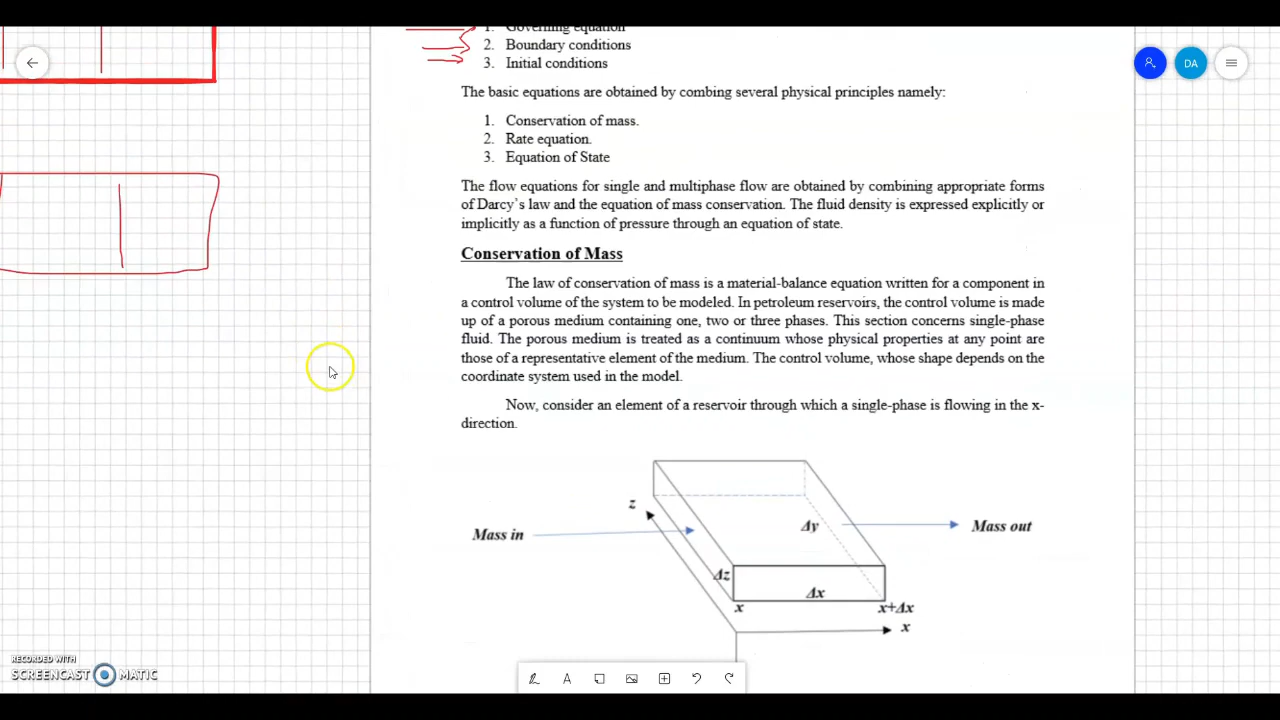 1. Governing equation
2. Boundary conditions
3. Initial conditions
DA
The basic equations are obtained by combing several physical principles namely:
1. Conservation of mass.
2. Rate equation.
3. Equation of State
The flow equations for single and multiphase flow are obtained by combining appropriate forms
of Darcy's law and the equation of mass conservation. The fluid density is expressed explicitly or
implicitly as a function of pressure through an equation of state.
Conservation of Mass
The law of conservation of mass is a material-balance equation written for a component in
a control volume of the system to be modeled. In petroleum reservoirs, the control volume is made
up of a porous medium containing one, two or three phases. This section concerns single-phase
fluid. The porous medium is treated as a continuum whose physical properties at any point are
those of a representative element of the medium. The control volume, whose shape depends on the
coordinate system used in the model.
Now, consider an element of a reservoir through which a single-phase is flowing in the x-
direction.
z
Δy
Mass out
Mass in
Δz
Δx
x
x+Δx
x
RECORDED WITH
SCREENCAST MATIC
A